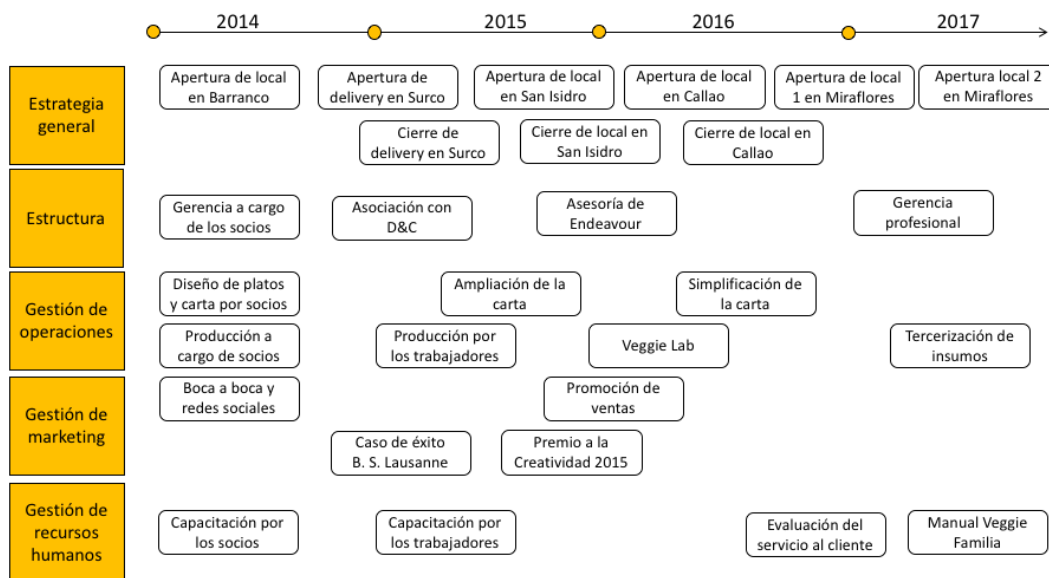 2014
2015
2016
2017
Estrategia
general
Apertura de local
en Barranco
Apertura de
delivery en Surco
Apertura de local
en San Isidro
Apertura de local
en Callao
Apertura de local
1 en Miraflores
Apertura local 2
en Miraflores
Cierre de
delivery en Surco
Cierre de local en
San Isidro
Cierre de local en
Callao
Estructura
Gerencia a cargo
de los socios
Asociación con
D&C
Asesoría de
Endeavour
Gerencia
profesional
Gestión de
operaciones
Diseño de platos
y carta por socios
Ampliación de la
carta
Simplificación de
la carta
Producción a
cargo de socios
Producción por
los trabajadores
Veggie Lab
Tercerización de
insumos
Gestión de
marketing
Boca a boca y
redes sociales
Promoción de
ventas
Caso de éxito
B. S. Lausanne
Premio a la
Creatividad 2015
Gestión de
recursos
humanos
Capacitación por
los socios
Capacitación por
los trabajadores
Evaluación del
servicio al cliente
Manual Veggie
Familia